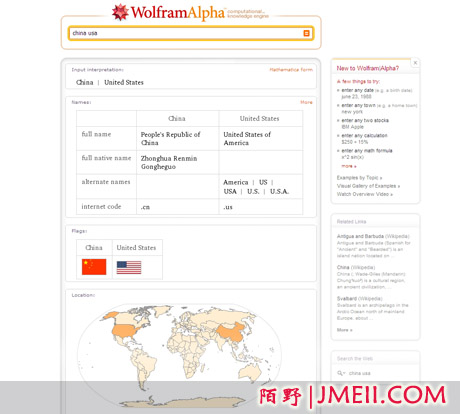 WolframAlpha computational... knowledge engine
china usa
Input interpretation:
Mathematica form
China | United States
Names:
More
China
United States
full name
People's Republic of China
United States of America
full native name
Zhonghua Renmin Gongheguo
alternate names
America | US |
USA | U.S. | U.S.A.
internet code
.cn
.us
Flags:
China
United States
Location:
New to Wolfram|Alpha?
A few things to try:
enter any date (e.g. a birth date)
june 23, 1988
enter any town (e.g. a home town)
new york
enter any two stocks
IBM Apple
enter any calculation
$250 + 15%
enter any math formula
x^2 sin(x)
more »
Examples by Topic »
Visual Gallery of Examples »
Watch Overview Video »
Related Links
Antigua and Barbuda (Wikipedia)
Antigua and Barbuda (Spanish for
"Ancient" and "Bearded") is an
island nation located on ...
China (Wikipedia)
China (; Wade-Giles (Mandarin):
Chung¹kuo²) is a cultural region,
an ancient civilization, ...
Svalbard (Wikipedia)
Svalbard is an archipelago in the
Arctic Ocean north of mainland
Europe, about ...
More »
Search the Web
china usa
陌野|JMEII.COM